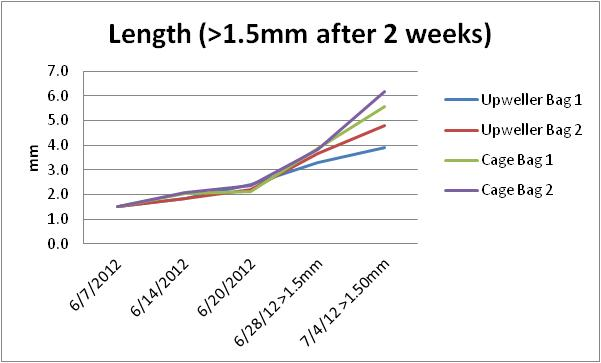 Length (>1.5mm after 2 weeks)
7.0
6.0
5.0
4.0
3.0
2.0
1.0
0.0
mm
6/7/2012
6/14/2012
6/20/2012
6/28/12 >1.5mm
7/4/12 >1.50mm
Upweller Bag 1
Upweller Bag 2
Cage Bag 1
Cage Bag 2